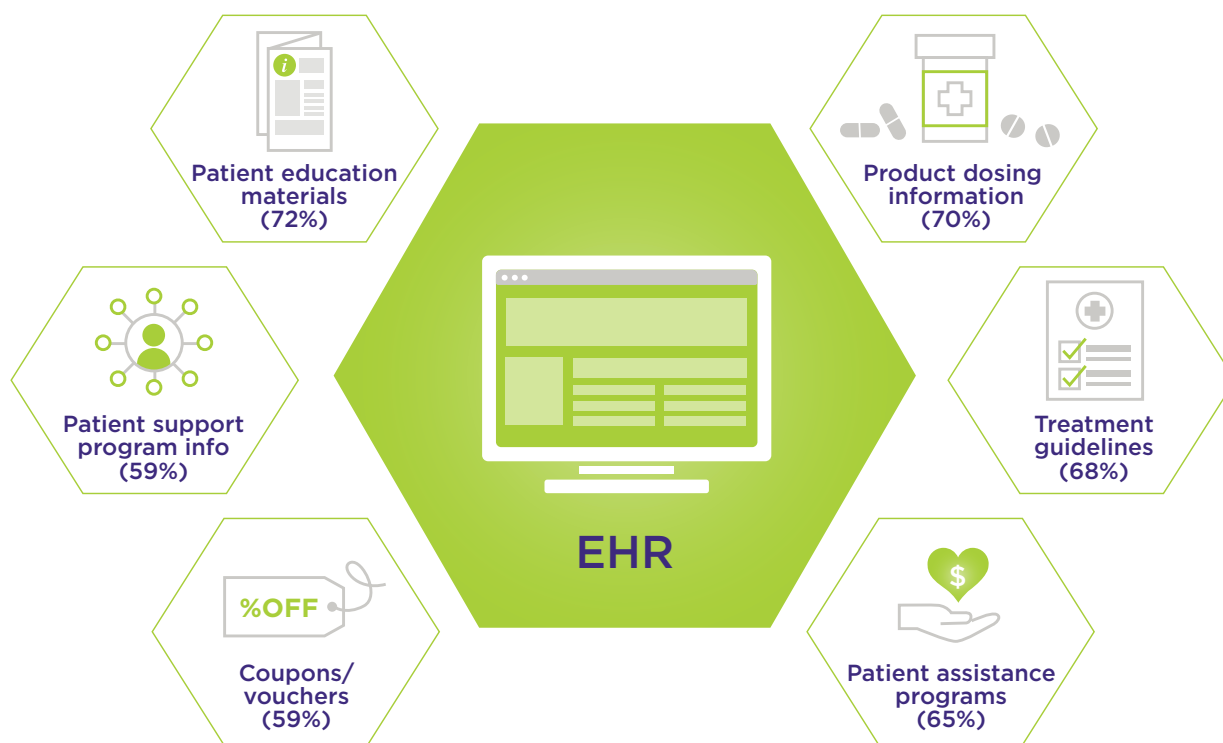 i
Patient education
materials
(72%)
Product dosing
information
(70%)
Patient support
program info
(59%)
Treatment
guidelines
(68%)
EHR
%OFF
Coupons/
vouchers
(59%)
$
Patient assistance
programs
(65%)